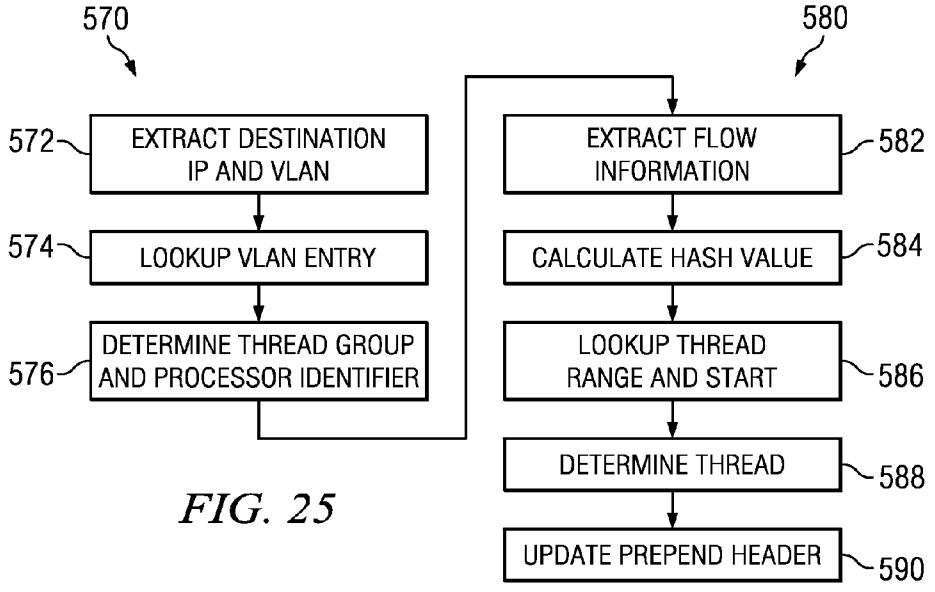 570
572
EXTRACT DESTINATION
IP AND VLAN
574
LOOKUP VLAN ENTRY
576
DETERMINE THREAD GROUP
AND PROCESSOR IDENTIFIER
580
EXTRACT FLOW
INFORMATION
582
CALCULATE HASH VALUE
584
LOOKUP THREAD
RANGE AND START
586
DETERMINE THREAD
588
UPDATE PREPEND HEADER
590
FIG. 25